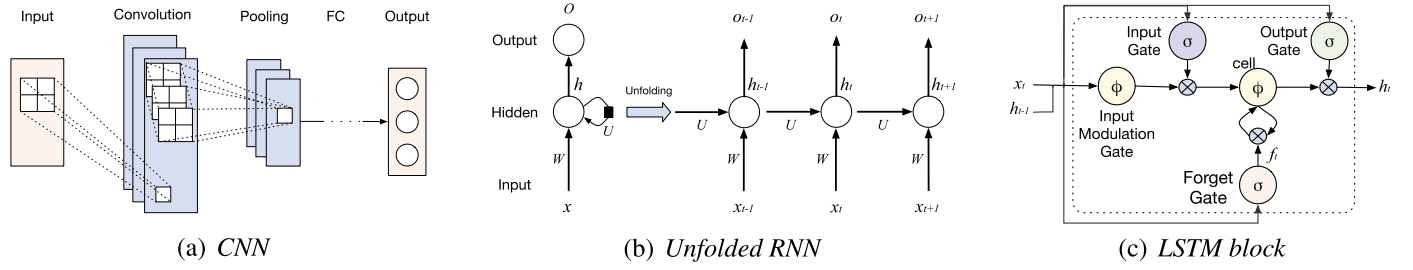 Input
Convolution
Pooling
FC
Output
(a) CNN
O
Output
h
Hidden
U
W
Input
x
Unfolding
Oₜ₋₁
Oₜ
Oₜ₊₁
hₜ₋₁
hₜ
hₜ₊₁
U
U
U
W
W
W
xₜ₋₁
xₜ
xₜ₊₁
(b) Unfolded RNN
Input
Gate
σ
Output
Gate
σ
cell
xₜ
ϕ
ϕ
hₜ
hₜ₋₁
Input
Modulation
Gate
fₜ
Forget
Gate
σ
(c) LSTM block